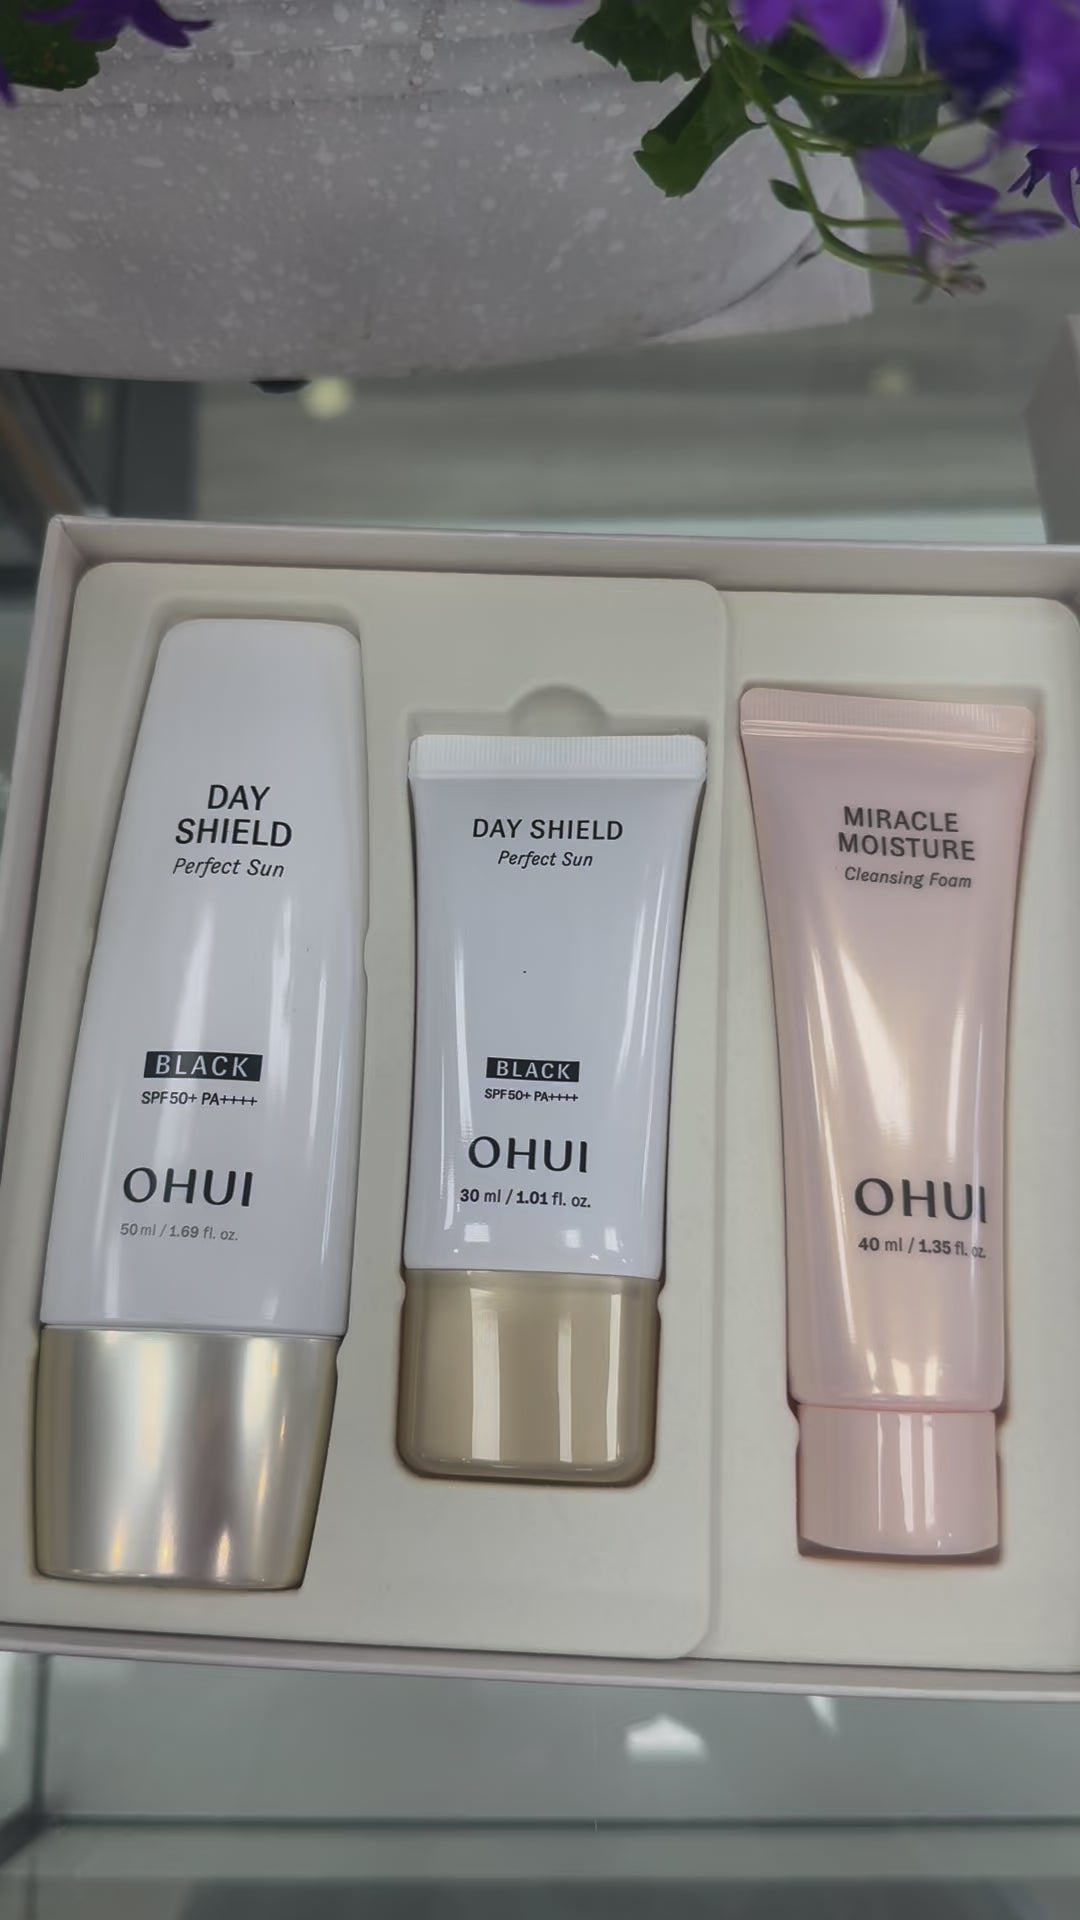 DAY
SHIELD
Perfect Sun
BLACK
SPF50+ PA++++
OHUI
50 ml / 1.69 fl. oz.
DAY SHIELD
Perfect Sun
BLACK
SPF50+ PA++++
OHUI
30 ml / 1.01 fl. oz.
MIRACLE
MOISTURE
Cleansing Foam
OHUI
40 ml / 1.35 fl. oz.